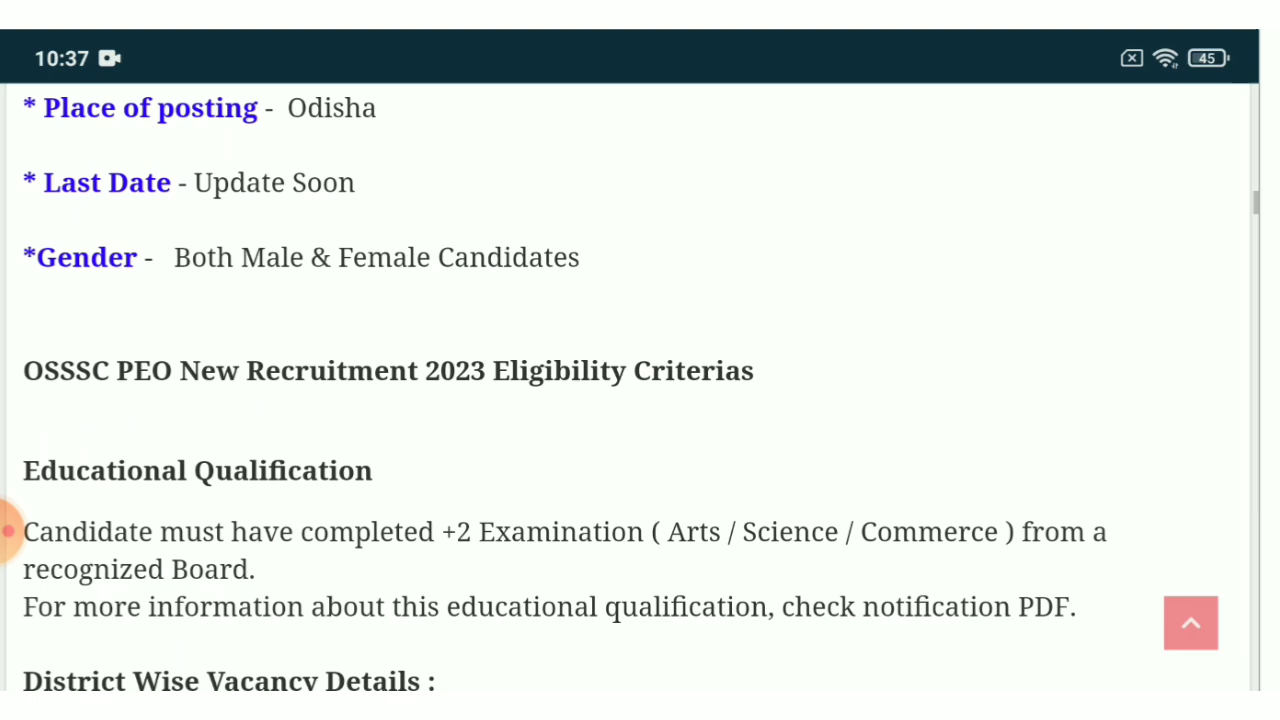 10:37
45
* Place of posting - Odisha
* Last Date - Update Soon
*Gender - Both Male & Female Candidates
OSSSC PEO New Recruitment 2023 Eligibility Criterias
Educational Qualification
Candidate must have completed +2 Examination ( Arts / Science / Commerce ) from a
recognized Board.
For more information about this educational qualification, check notification PDF.
District Wise Vacancy Details :